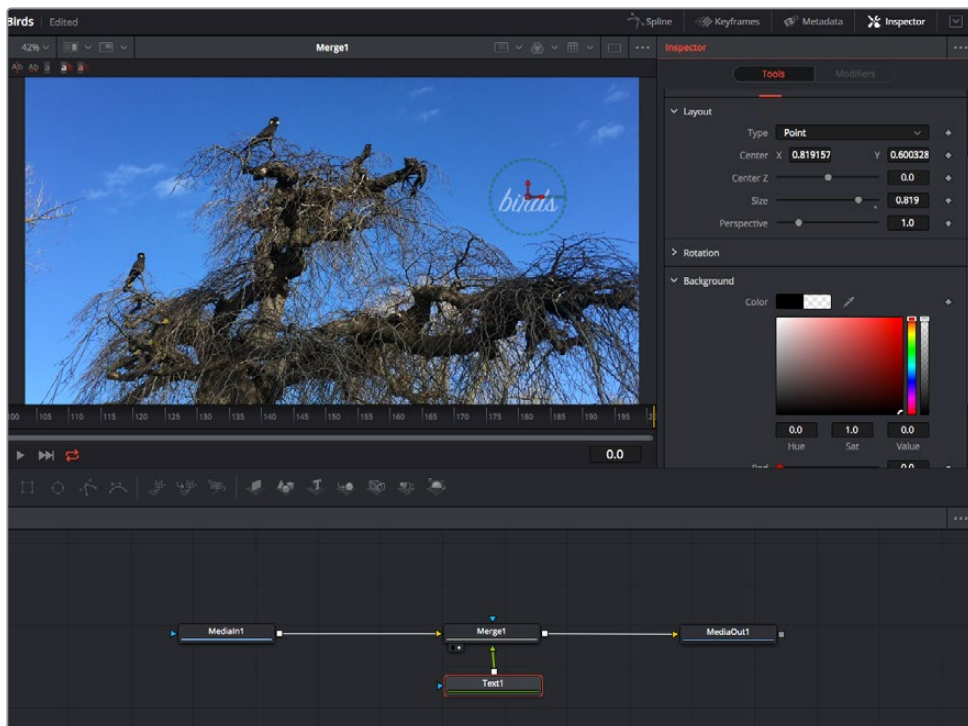 Birds Edited Spline Keyframes Metadata Inspector
42% Merge1 Inspector
Tools Modifiers
Layout
Type Point
Center X 0.819157 Y 0.600328
Center Z 0.0
Size 0.819
Perspective 1.0
birds
Rotation
Background
Color
100 105 110 115 120 125 130 135 140 145 150 155 160 165 170 175 180 185 190 195
0.0 1.0 0.0
Hue Sat Value
0.0
MediaIn1 Merge1 MediaOut1
Text1